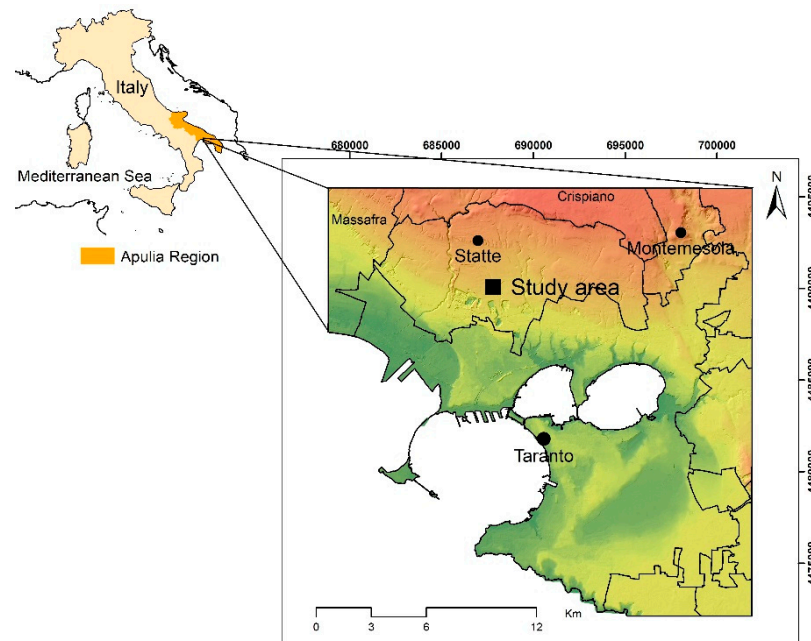 Italy
Mediterranean Sea
Apulia Region
680000 685000 690000 695000 700000
N
Crispiano
Massafra
Statte
Montemesola
Study area
Taranto
Km
0 3 6 12